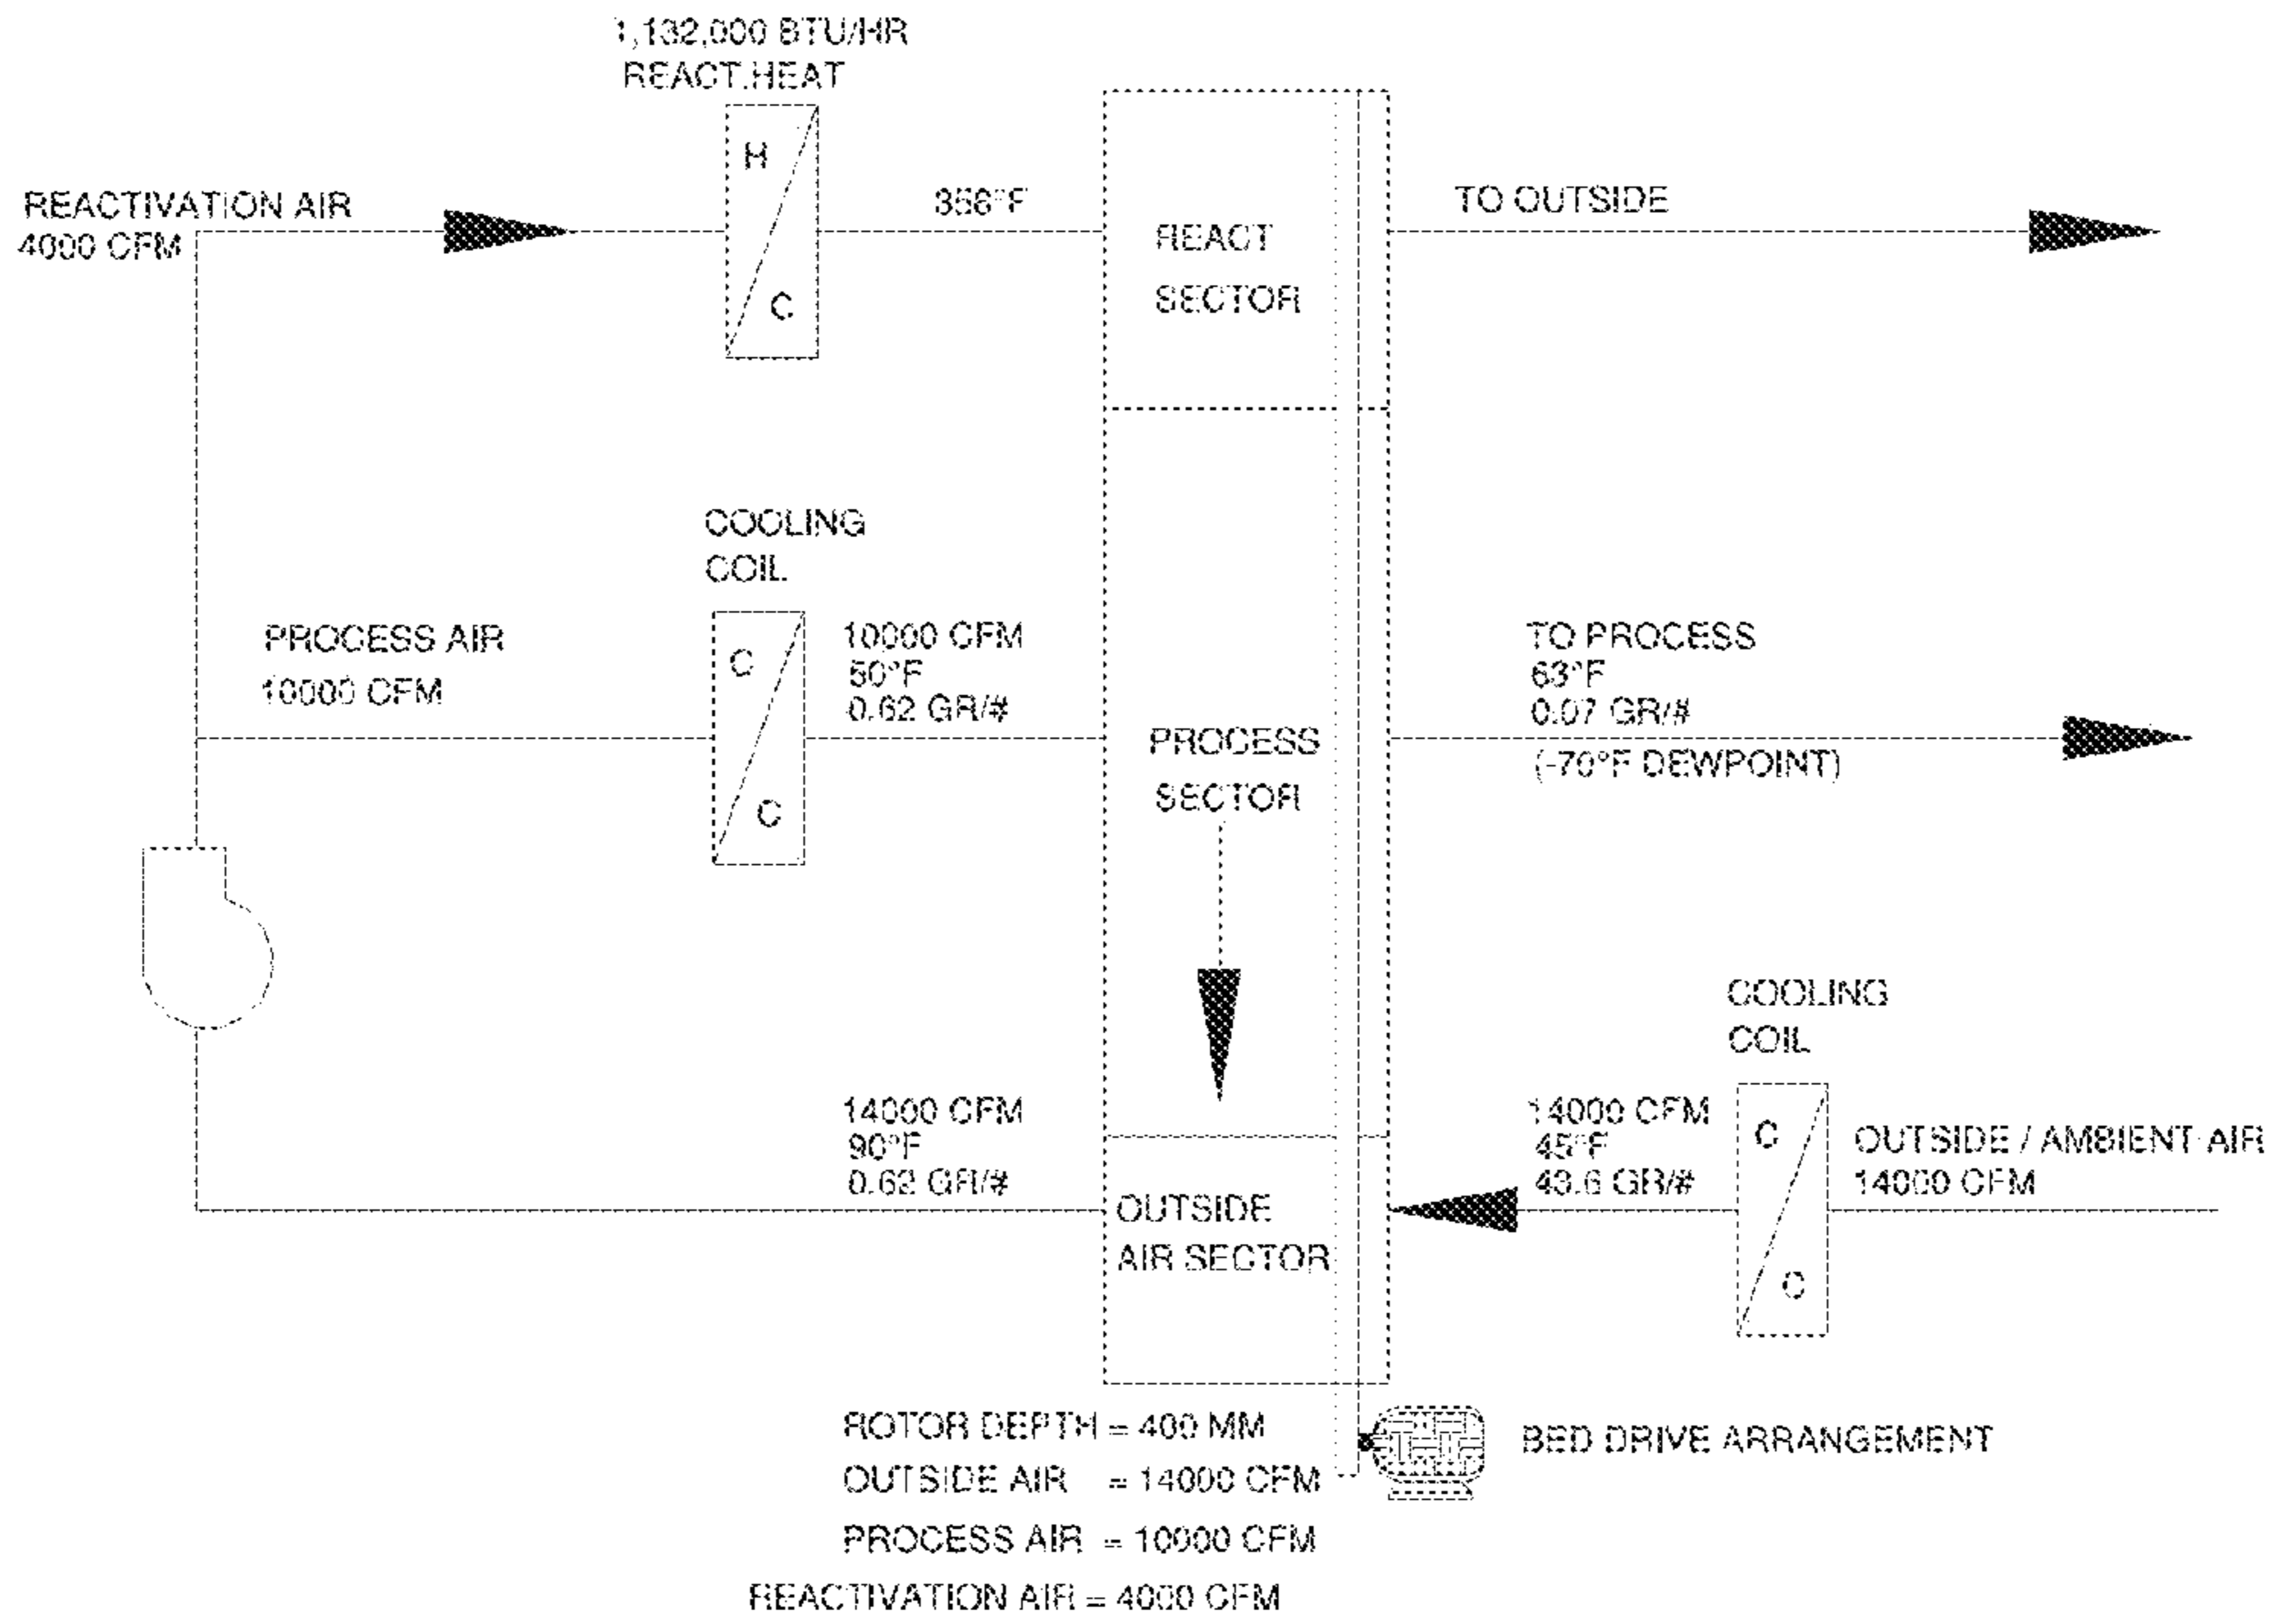 1,132,000 BTU/HR
REACT.HEAT
H
C
REACTIVATION AIR
4000 CFM
358°F
REACT
SECTOR
TO OUTSIDE
COOLING
COIL
PROCESS AIR
10000 CFM
C
C
10000 CFM
50°F
0.62 GR/#
PROCESS
SECTOR
TO PROCESS
63°F
0.07 GR/#
(-70°F DEWPOINT)
COOLING
COIL
14000 CFM
90°F
0.62 GR/#
OUTSIDE
AIR SECTOR
14000 CFM
45°F
43.6 GR/#
C
C
OUTSIDE / AMBIENT AIR
14000 CFM
ROTOR DEPTH = 400 MM
OUTSIDE AIR = 14000 CFM
PROCESS AIR = 10000 CFM
REACTIVATION AIR = 4000 CFM
BED DRIVE ARRANGEMENT